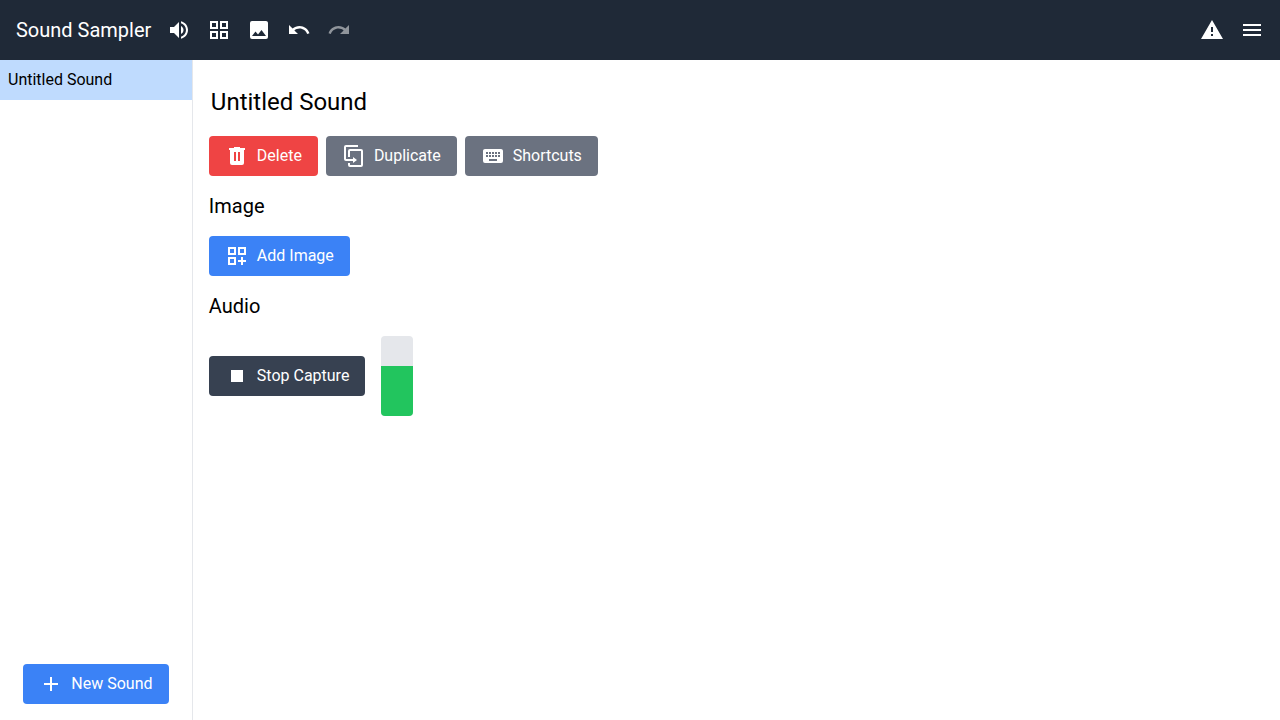 Sound Sampler
Untitled Sound
Untitled Sound
Delete
Duplicate
Shortcuts
Image
Add Image
Audio
Stop Capture
New Sound